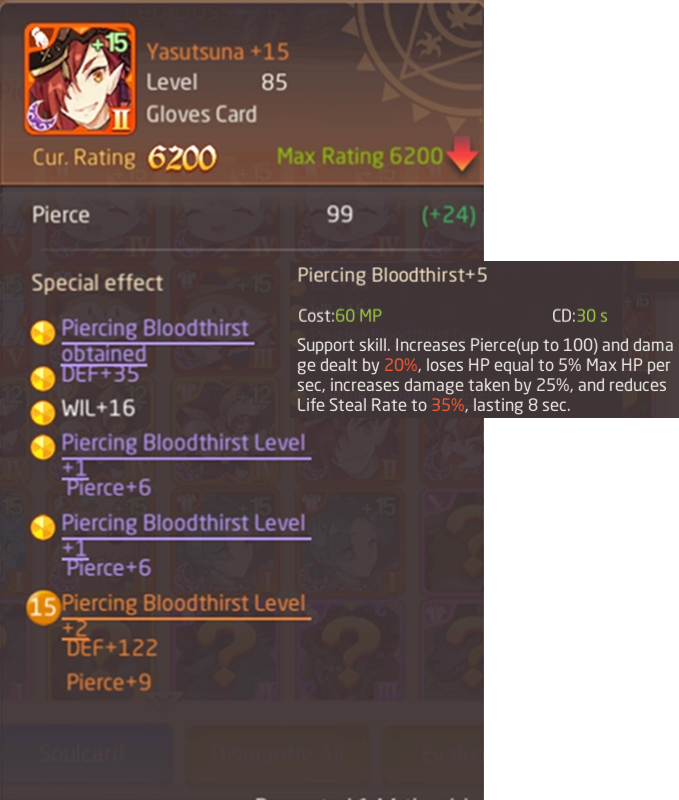 +15
II
Yasutsuna +15
Level 85
Gloves Card
Cur. Rating 6200 Max Rating 6200
Pierce 99 (+24)
Special effect
Piercing Bloodthirst
obtained
DEF+35
WIL+16
Piercing Bloodthirst Level
+1
Pierce+6
Piercing Bloodthirst Level
+1
Pierce+6
15 Piercing Bloodthirst Level
+2
DEF+122
Pierce+9
Soulcard Dismantle All
Piercing Bloodthirst+5
Cost:60 MP CD:30 s
Support skill. Increases Pierce(up to 100) and dama
ge dealt by 20%, loses HP equal to 5% Max HP per
sec, increases damage taken by 25%, and reduces
Life Steal Rate to 35%, lasting 8 sec.